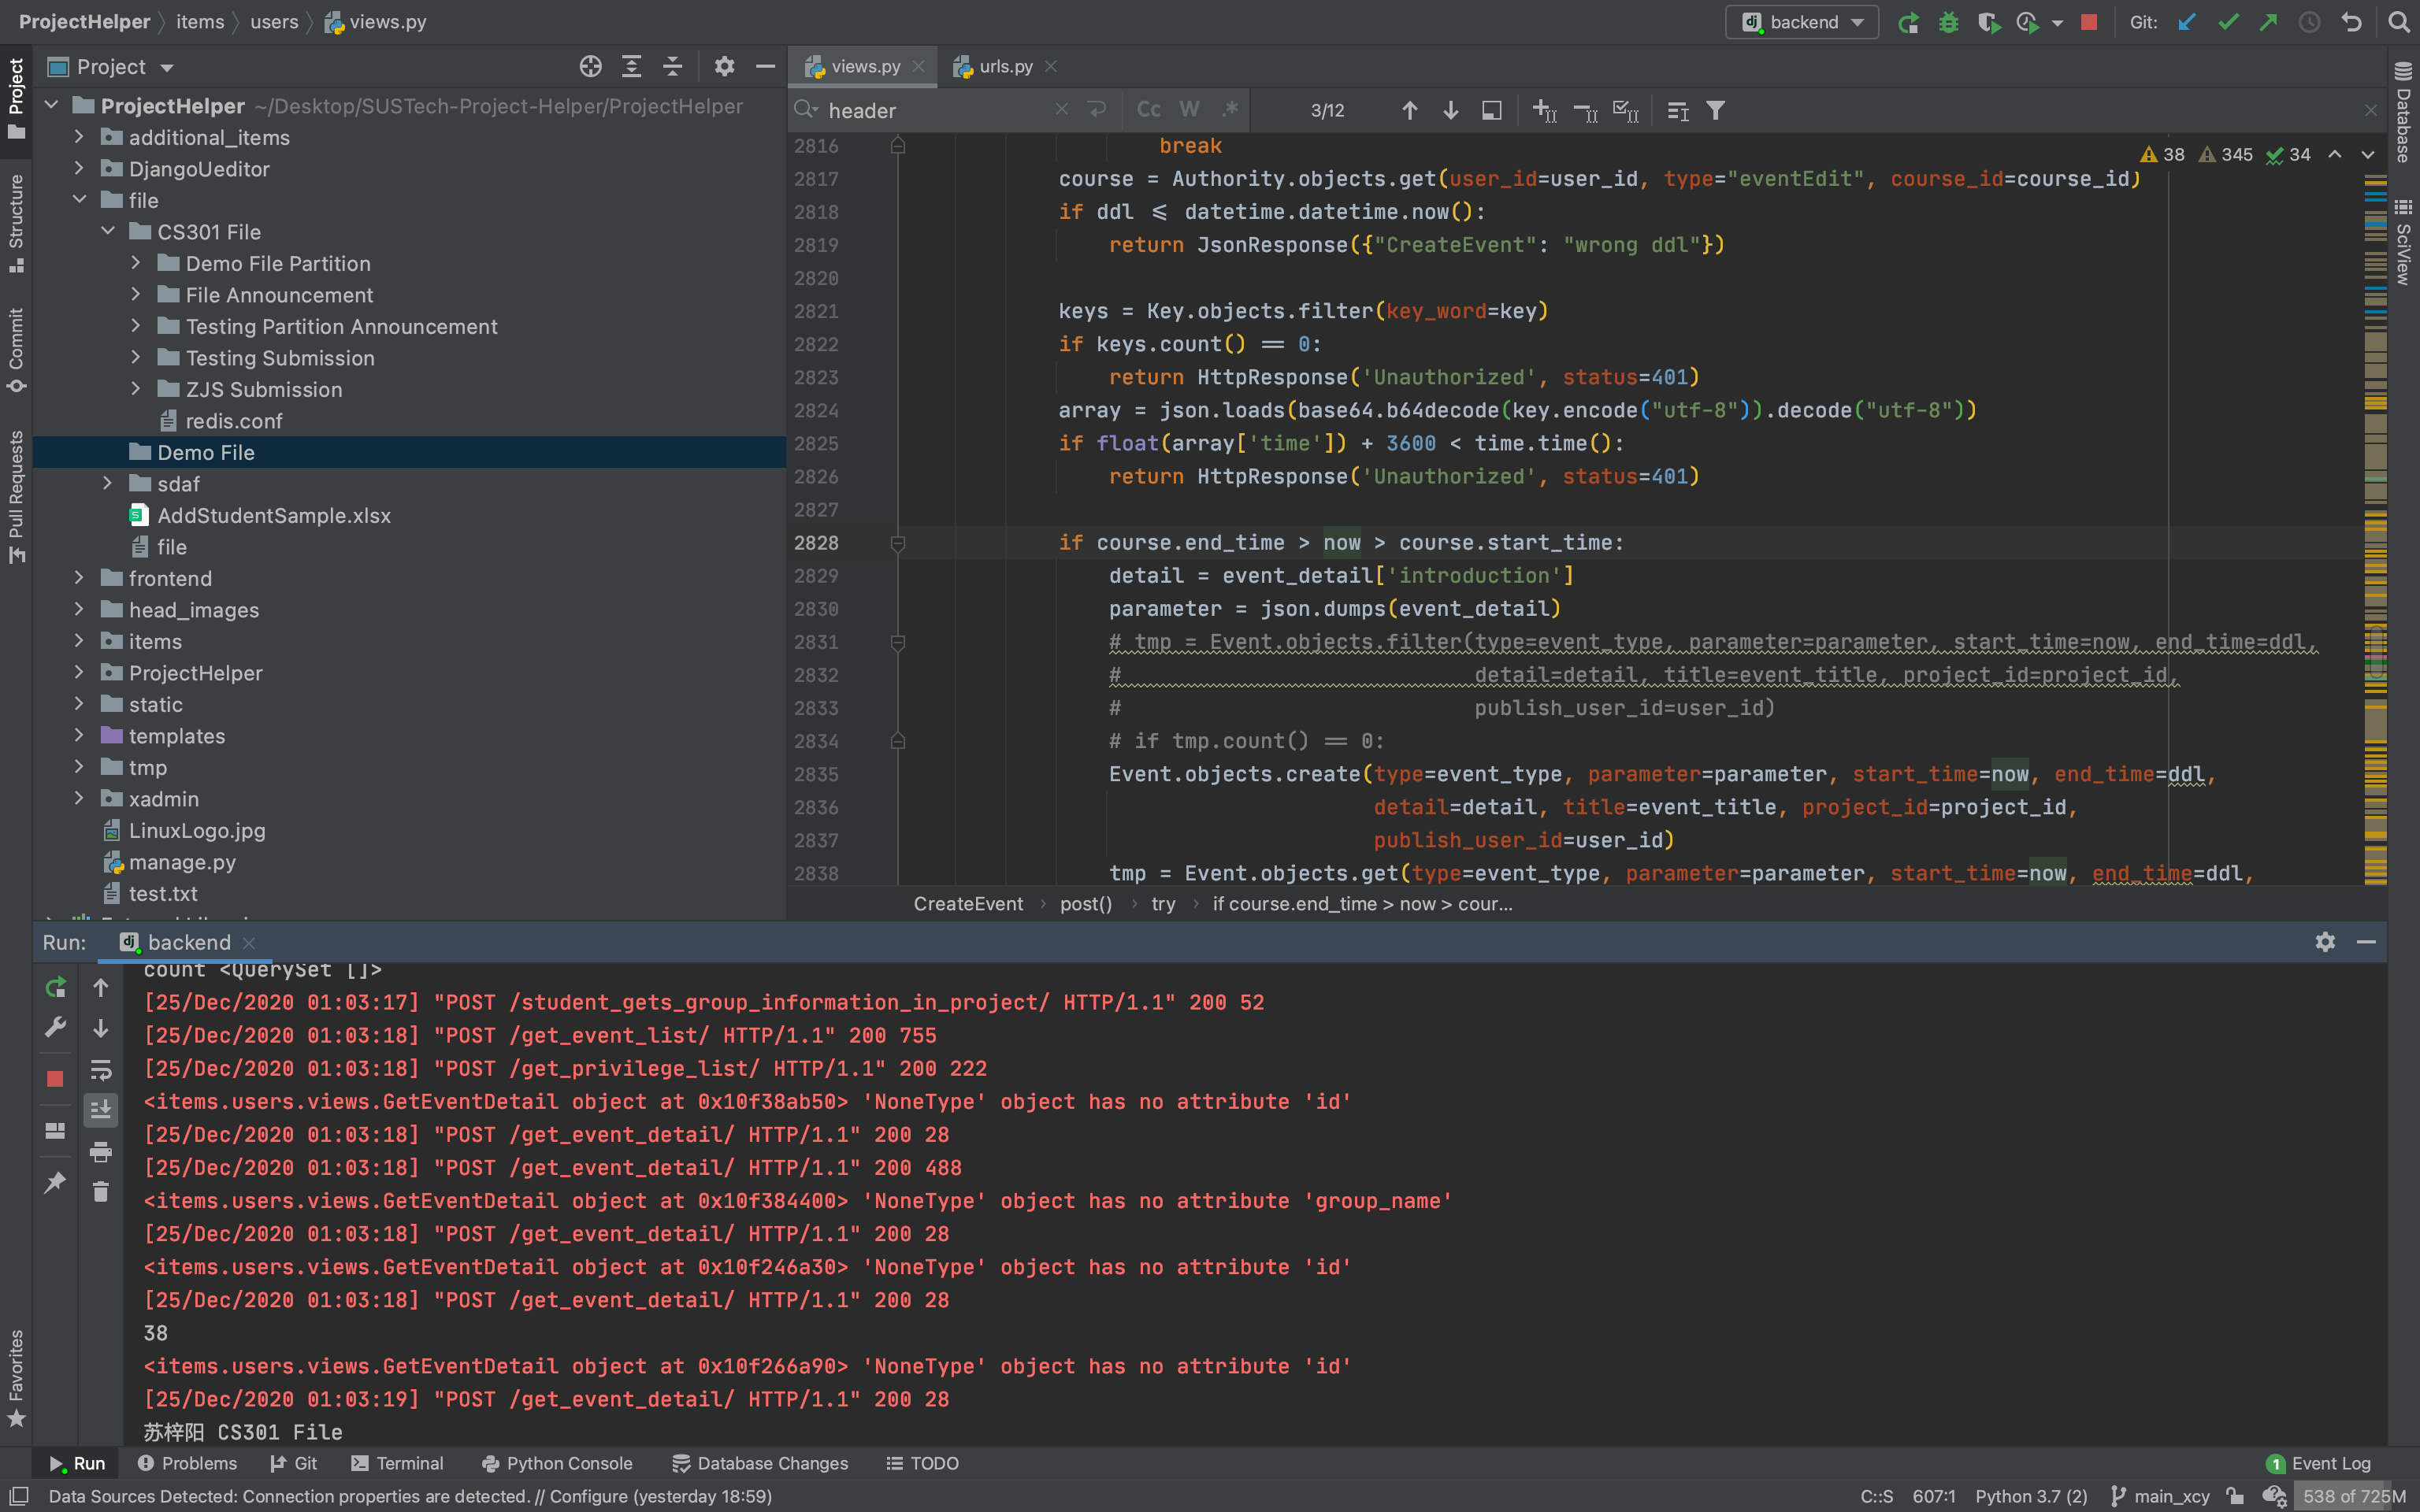 ProjectHelper items users views.py
backend
Git:
Project
Project
ProjectHelper ~/Desktop/SUSTech-Project-Helper/ProjectHelper
additional_items
DjangoUeditor
file
CS301 File
Demo File Partition
File Announcement
Testing Partition Announcement
Testing Submission
ZJS Submission
redis.conf
Demo File
sdaf
AddStudentSample.xlsx
file
frontend
head_images
items
ProjectHelper
static
templates
tmp
xadmin
LinuxLogo.jpg
manage.py
test.txt
Structure
Commit
Pull Requests
Favorites
views.py
urls.py
header
Cc W .*
3/12
38 345 34
Database
SciView
2816 break
2817 course = Authority.objects.get(user_id=user_id, type="eventEdit", course_id=course_id)
2818 if ddl <= datetime.datetime.now():
2819 return JsonResponse({"CreateEvent": "wrong ddl"})
2820
2821 keys = Key.objects.filter(key_word=key)
2822 if keys.count() == 0:
2823 return HttpResponse('Unauthorized', status=401)
2824 array = json.loads(base64.b64decode(key.encode("utf-8")).decode("utf-8"))
2825 if float(array['time']) + 3600 < time.time():
2826 return HttpResponse('Unauthorized', status=401)
2827
2828 if course.end_time > now > course.start_time:
2829 detail = event_detail['introduction']
2830 parameter = json.dumps(event_detail)
2831 # tmp = Event.objects.filter(type=event_type, parameter=parameter, start_time=now, end_time=ddl,
2832 # detail=detail, title=event_title, project_id=project_id,
2833 # publish_user_id=user_id)
2834 # if tmp.count() == 0:
2835 Event.objects.create(type=event_type, parameter=parameter, start_time=now, end_time=ddl,
2836 detail=detail, title=event_title, project_id=project_id,
2837 publish_user_id=user_id)
2838 tmp = Event.objects.get(type=event_type, parameter=parameter, start_time=now, end_time=ddl,
CreateEvent post() try if course.end_time > now > cour...
Run: backend
count <QuerySet []>
[25/Dec/2020 01:03:17] "POST /student_gets_group_information_in_project/ HTTP/1.1" 200 52
[25/Dec/2020 01:03:18] "POST /get_event_list/ HTTP/1.1" 200 755
[25/Dec/2020 01:03:18] "POST /get_privilege_list/ HTTP/1.1" 200 222
<items.users.views.GetEventDetail object at 0x10f38ab50> 'NoneType' object has no attribute 'id'
[25/Dec/2020 01:03:18] "POST /get_event_detail/ HTTP/1.1" 200 28
[25/Dec/2020 01:03:18] "POST /get_event_detail/ HTTP/1.1" 200 488
<items.users.views.GetEventDetail object at 0x10f384400> 'NoneType' object has no attribute 'group_name'
[25/Dec/2020 01:03:18] "POST /get_event_detail/ HTTP/1.1" 200 28
<items.users.views.GetEventDetail object at 0x10f246a30> 'NoneType' object has no attribute 'id'
[25/Dec/2020 01:03:18] "POST /get_event_detail/ HTTP/1.1" 200 28
38
<items.users.views.GetEventDetail object at 0x10f266a90> 'NoneType' object has no attribute 'id'
[25/Dec/2020 01:03:19] "POST /get_event_detail/ HTTP/1.1" 200 28
苏梓阳 CS301 File
Run Problems Git Terminal Python Console Database Changes TODO
1 Event Log
Data Sources Detected: Connection properties are detected. // Configure (yesterday 18:59)
C::S 607:1 Python 3.7 (2) main_xcy 538 of 725M